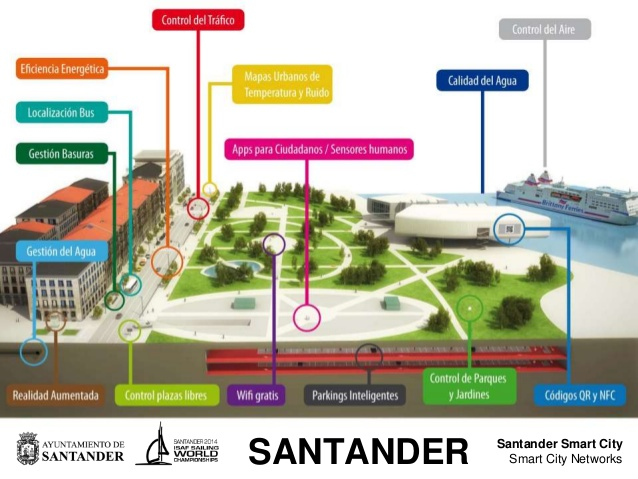 Control del Tráfico
Control del Aire
Eficiencia Energética
Mapas Urbanos de
Temperatura y Ruido
Calidad del Agua
Localización Bus
Gestión Basuras
Apps para Ciudadanos / Sensores humanos
Brittany Ferries
Gestión del Agua
Realidad Aumentada
Control plazas libres
Wifi gratis
Parkings Inteligentes
Control de Parques
y Jardines
Códigos QR y NFC
AYUNTAMIENTO DE
SANTANDER
SANTANDER 2014
ISAF SAILING
WORLD
CHAMPIONSHIPS
SANTANDER
Santander Smart City
Smart City Networks